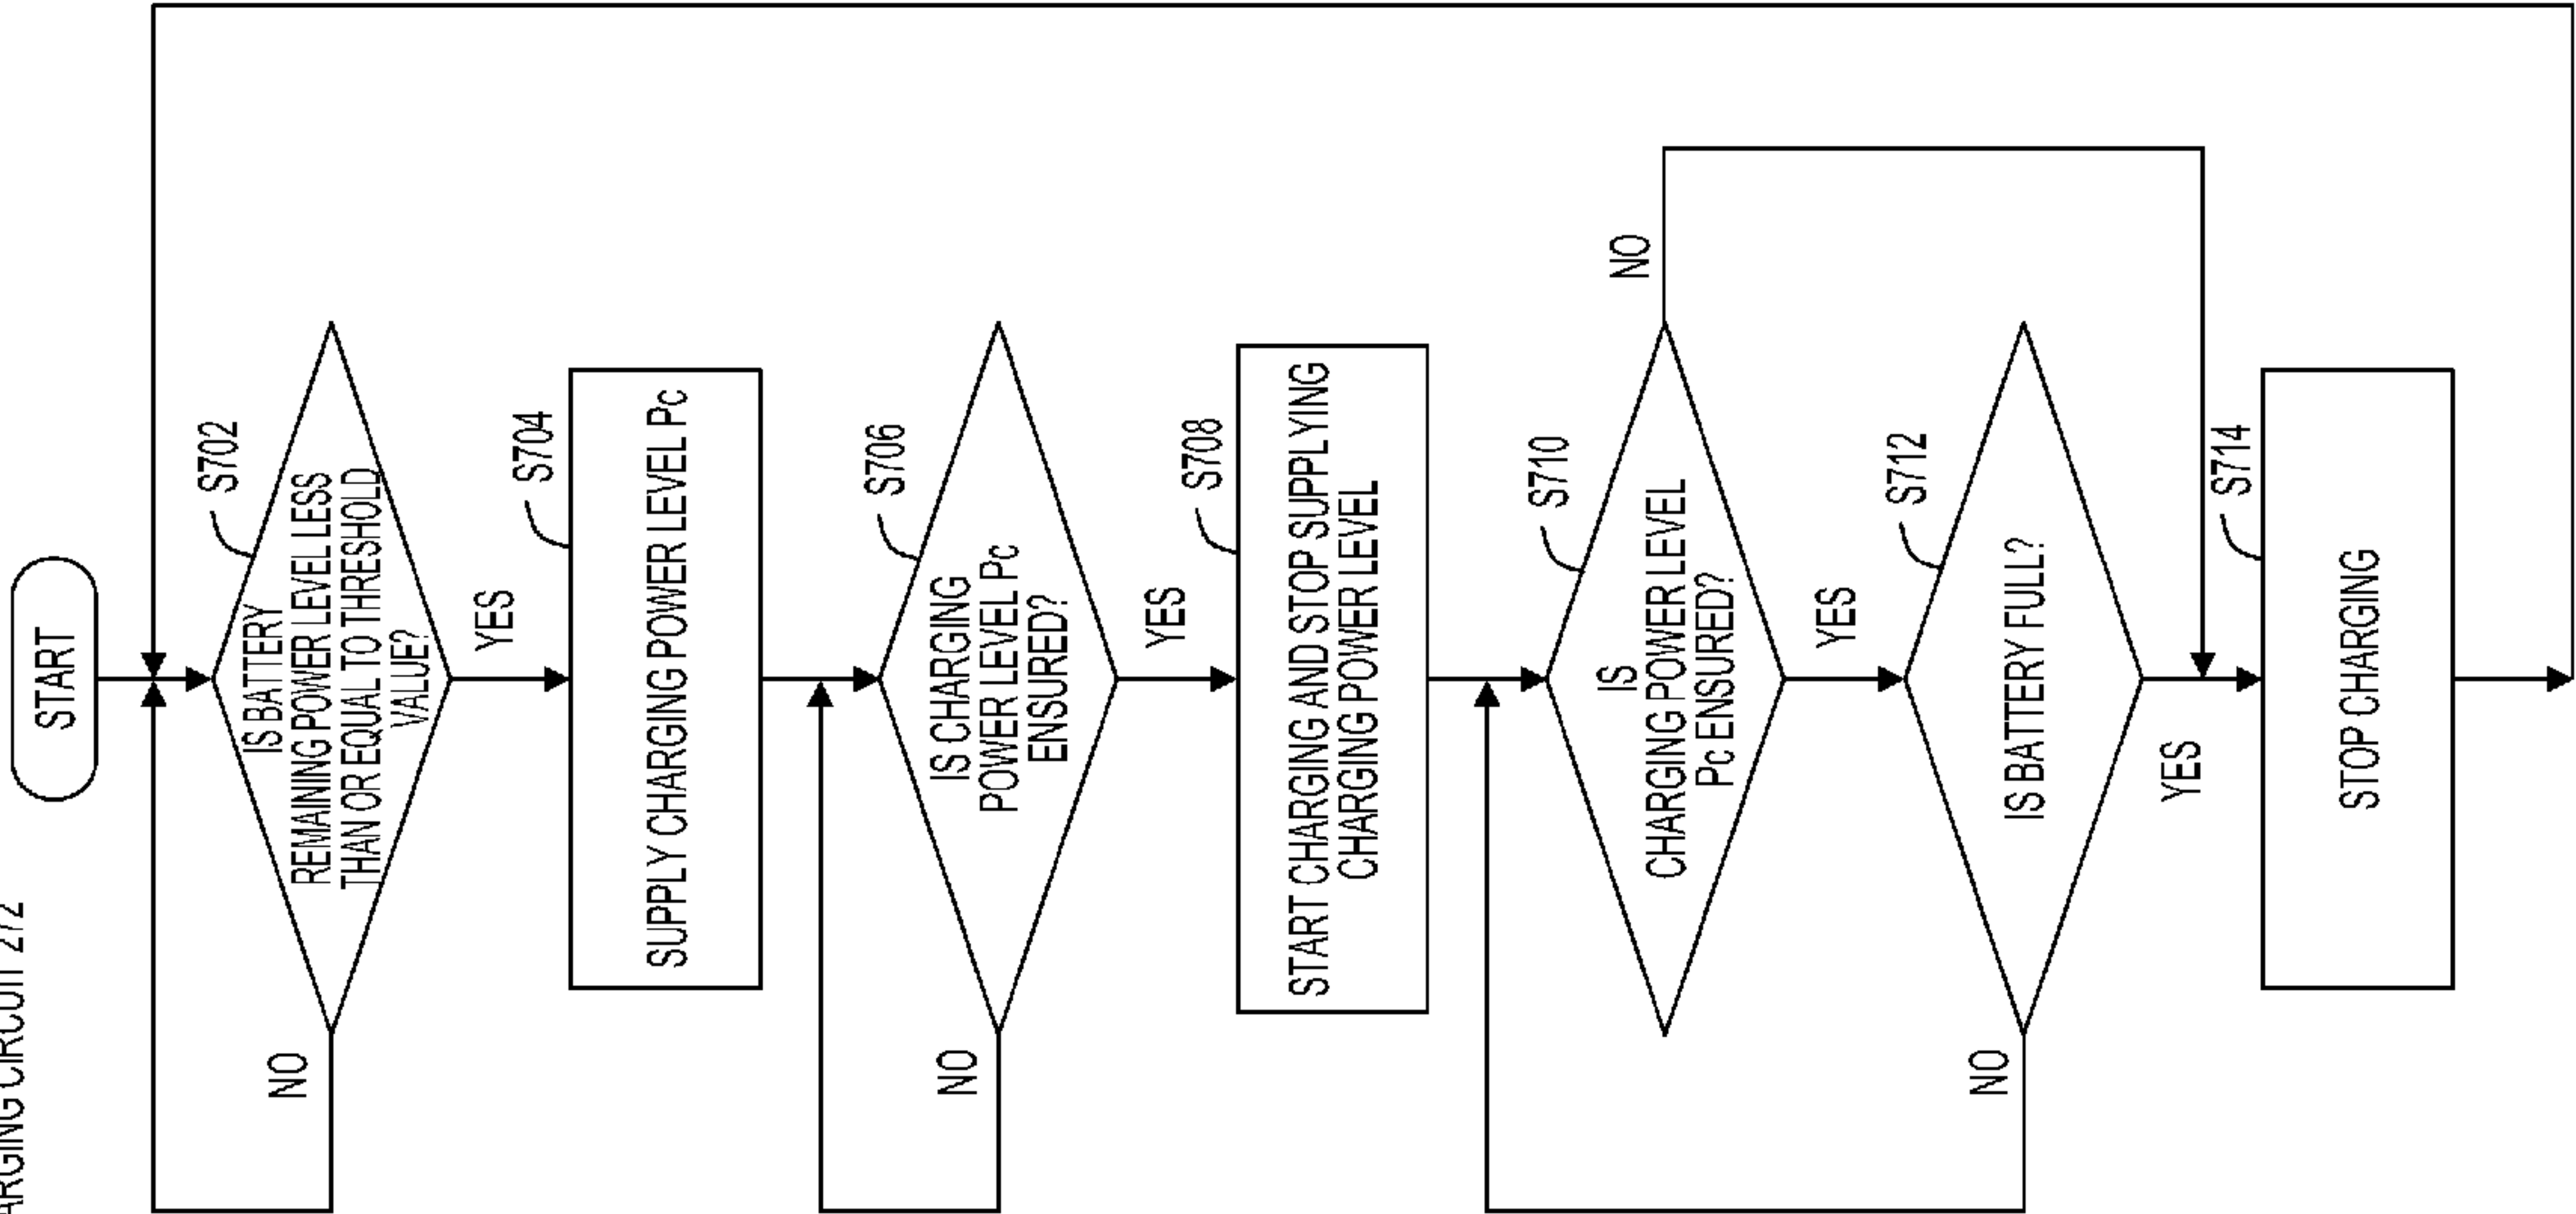 CIRCUIT 272
START
S702
IS BATTERY
REMAINING POWER LEVEL LESS
THAN OR EQUAL TO THRESHOLD
VALUE?
NO
YES
S704
SUPPLY CHARGING POWER LEVEL Pc
S706
IS CHARGING
POWER LEVEL Pc
ENSURED?
NO
YES
S708
START CHARGING AND STOP SUPPLYING
CHARGING POWER LEVEL
S710
IS
CHARGING POWER LEVEL
Pc ENSURED?
NO
YES
S712
IS BATTERY FULL?
NO
YES
S714
STOP CHARGING